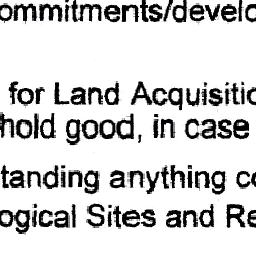 ommitments/develo
for Land Acquisitio
hold good, in case
tanding anything co
ogical Sites and Re